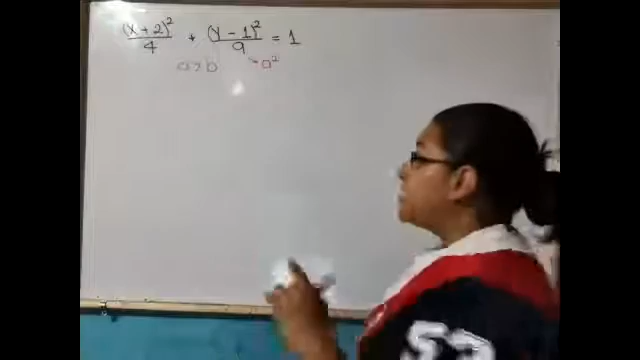 (x + 2)² / 4 + (y - 1)² / 9 = 1
a > b → a²